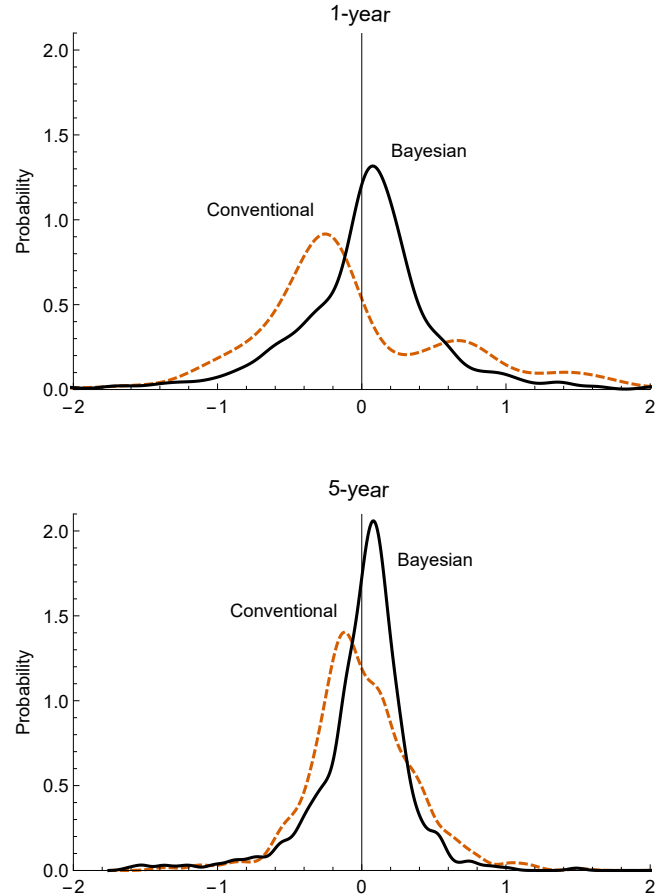 1-year
2.0
1.5
1.0
0.5
0.0
Probability
Bayesian
Conventional
−2
−1
0
1
2
5-year
2.0
1.5
1.0
0.5
0.0
Probability
Bayesian
Conventional
−2
−1
0
1
2